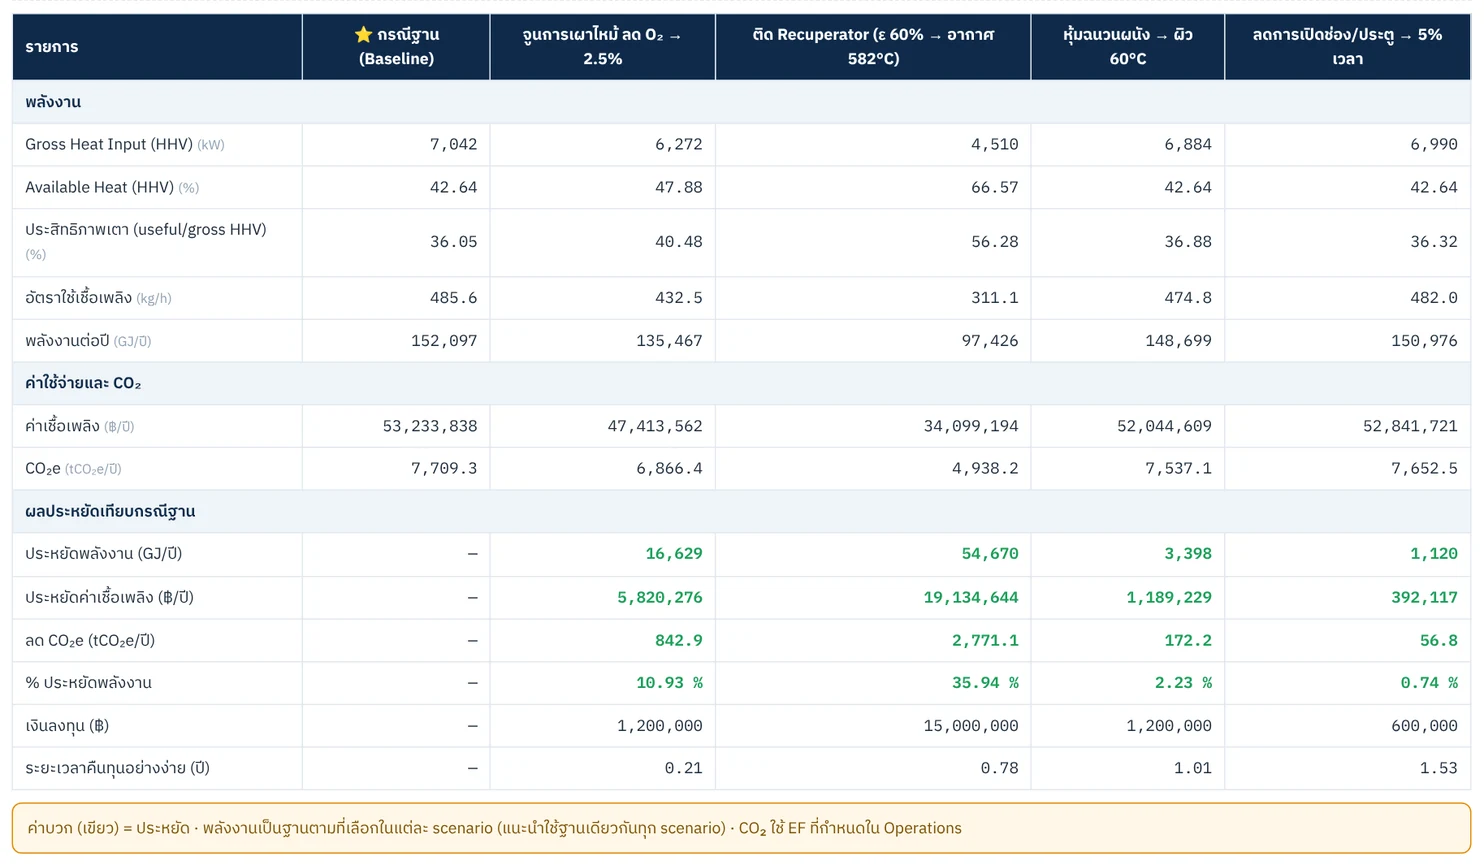 รายการ
⭐ กรณีฐาน
(Baseline)
จูนการเผาไหม้ ลด O₂ →
2.5%
ติด Recuperator (ε 60% → อากาศ
582°C)
หุ้มฉนวนผนัง → ผิว
60°C
ลดการเปิดช่อง/ประตู → 5%
เวลา
พลังงาน
Gross Heat Input (HHV) (kW) 7,042 6,272 4,510 6,884 6,990
Available Heat (HHV) (%) 42.64 47.88 66.57 42.64 42.64
ประสิทธิภาพเตา (useful/gross HHV)
(%) 36.05 40.48 56.28 36.88 36.32
อัตราใช้เชื้อเพลิง (kg/h) 485.6 432.5 311.1 474.8 482.0
พลังงานต่อปี (GJ/ปี) 152,097 135,467 97,426 148,699 150,976
ค่าใช้จ่ายและ CO₂
ค่าเชื้อเพลิง (฿/ปี) 53,233,838 47,413,562 34,099,194 52,044,609 52,841,721
CO₂e (tCO₂e/ปี) 7,709.3 6,866.4 4,938.2 7,537.1 7,652.5
ผลประหยัดเทียบกรณีฐาน
ประหยัดพลังงาน (GJ/ปี) — 16,629 54,670 3,398 1,120
ประหยัดค่าเชื้อเพลิง (฿/ปี) — 5,820,276 19,134,644 1,189,229 392,117
ลด CO₂e (tCO₂e/ปี) — 842.9 2,771.1 172.2 56.8
% ประหยัดพลังงาน — 10.93 % 35.94 % 2.23 % 0.74 %
เงินลงทุน (฿) — 1,200,000 15,000,000 1,200,000 600,000
ระยะเวลาคืนทุนอย่างง่าย (ปี) — 0.21 0.78 1.01 1.53
ค่าบวก (เขียว) = ประหยัด · พลังงานเป็นฐานตามที่เลือกในแต่ละ scenario (แนะนำใช้ฐานเดียวกันทุก scenario) · CO₂ ใช้ EF ที่กำหนดใน Operations